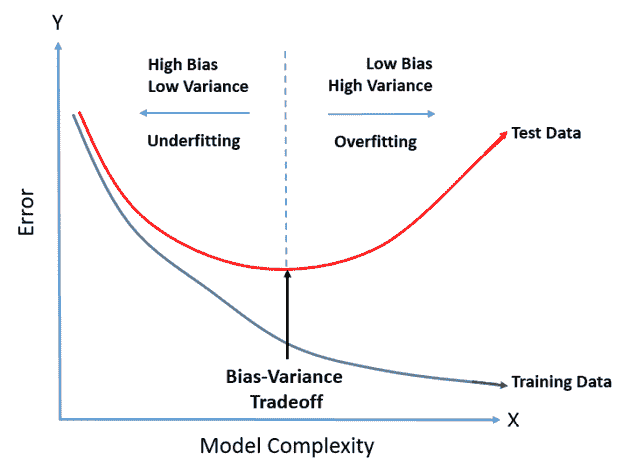 Y
High Bias
Low Variance
Low Bias
High Variance
Underfitting
Overfitting
Test Data
Error
Bias-Variance
Tradeoff
Training Data
X
Model Complexity